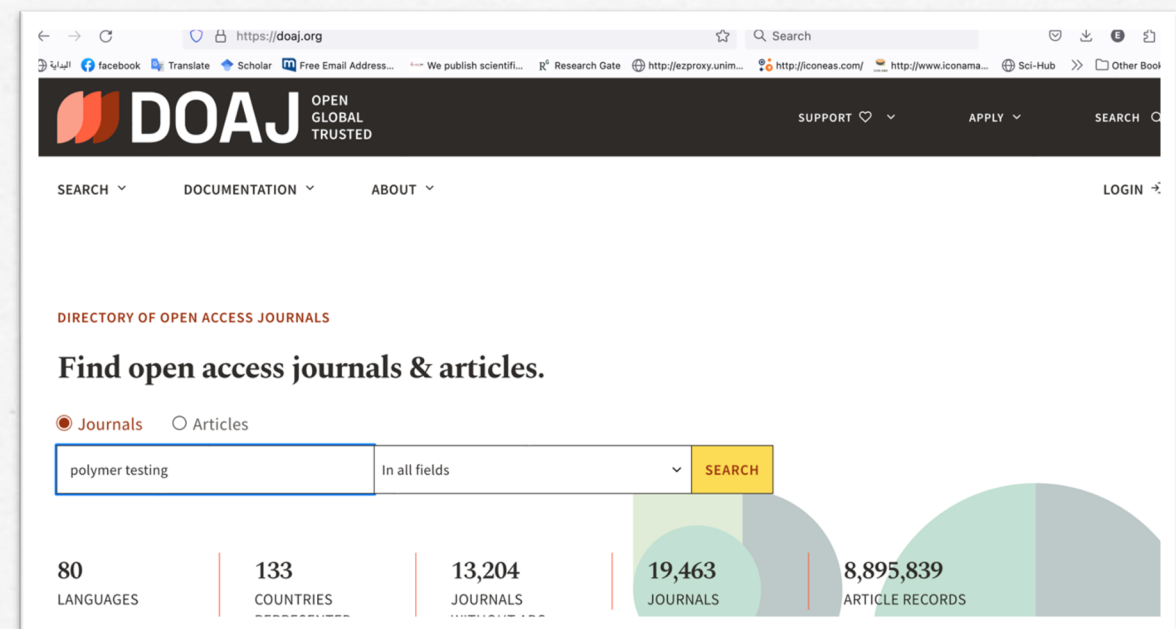 https://doaj.org
Search
البداية
facebook
Translate
Scholar
Free Email Address...
We publish scientifi...
Research Gate
http://ezproxy.unim...
http://iconeas.com/
http://www.iconama...
Sci-Hub
Other Book
DOAJ
OPEN
GLOBAL
TRUSTED
SUPPORT
APPLY
SEARCH
SEARCH
DOCUMENTATION
ABOUT
LOGIN
DIRECTORY OF OPEN ACCESS JOURNALS
Find open access journals & articles.
Journals
Articles
polymer testing
In all fields
SEARCH
80
LANGUAGES
133
COUNTRIES
REPRESENTED
13,204
JOURNALS
WITHOUT APC
19,463
JOURNALS
8,895,839
ARTICLE RECORDS